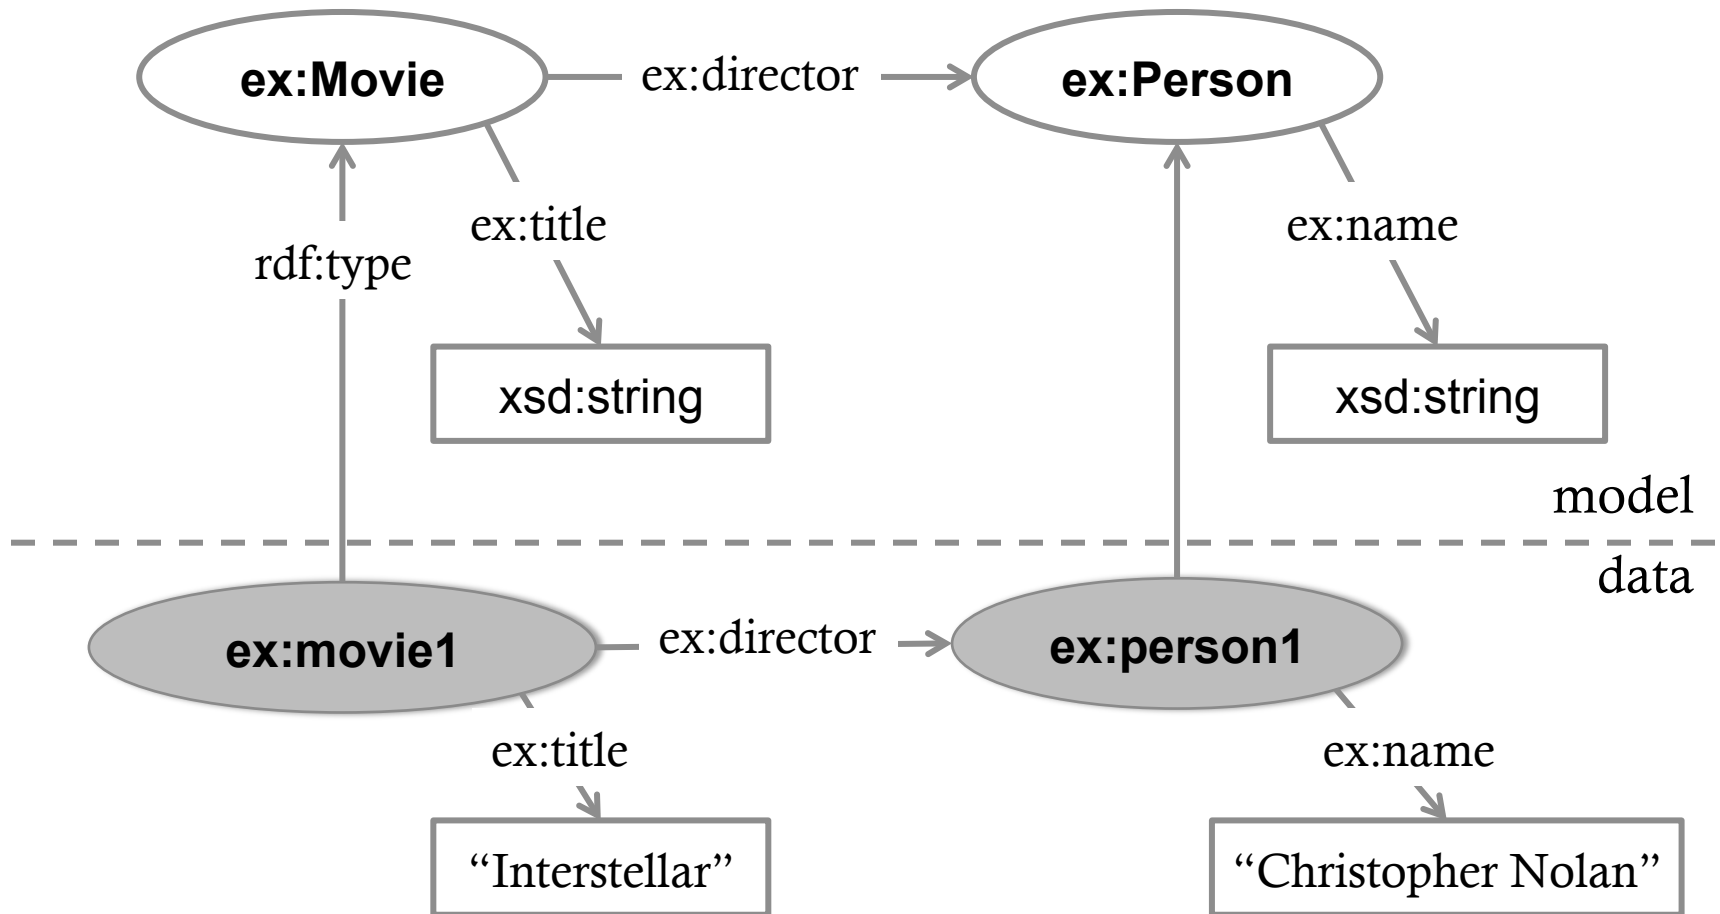 ex:Movie
ex:director
ex:Person
ex:title
ex:name
rdf:type
xsd:string
xsd:string
model
data
ex:movie1
ex:director
ex:person1
ex:title
ex:name
“Interstellar”
“Christopher Nolan”